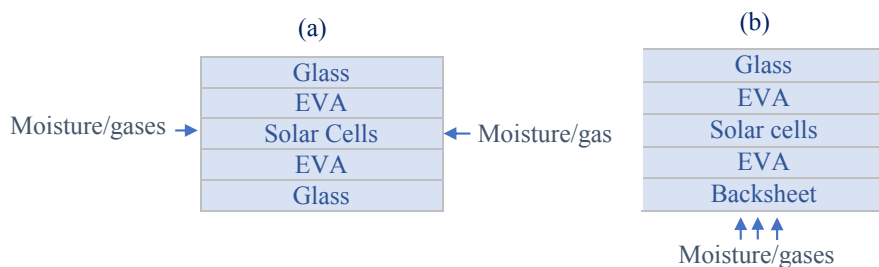 (a)
Glass
EVA
Moisture/gases
Solar Cells
Moisture/gas
EVA
Glass
(b)
Glass
EVA
Solar cells
EVA
Backsheet
Moisture/gases